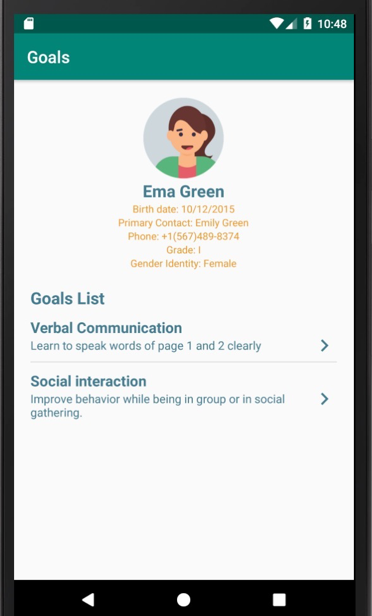 10:48
Goals
Ema Green
Birth date: 10/12/2015
Primary Contact: Emily Green
Phone: +1(567)489-8374
Grade: I
Gender Identity: Female
Goals List
Verbal Communication
Learn to speak words of page 1 and 2 clearly
Social interaction
Improve behavior while being in group or in social
gathering.